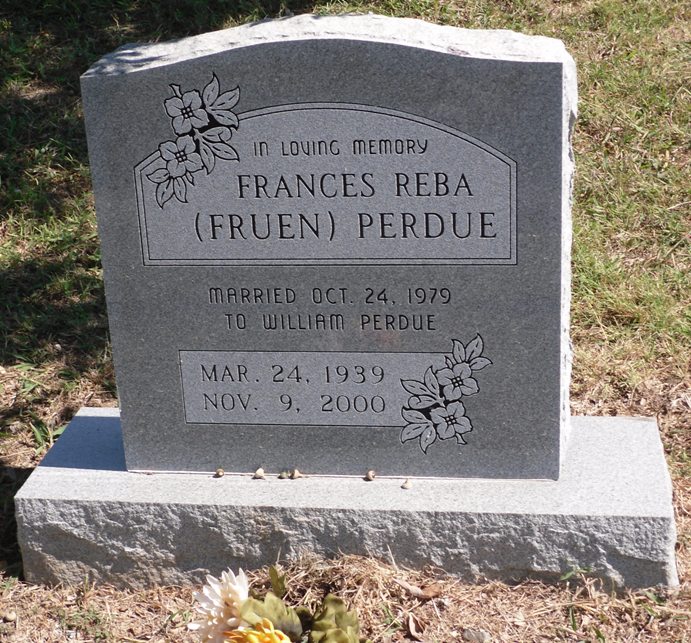 IN LOVING MEMORY
FRANCES REBA
(FRUEN) PERDUE
MARRIED OCT. 24, 1979
TO WILLIAM PERDUE
MAR. 24, 1939
NOV. 9, 2000